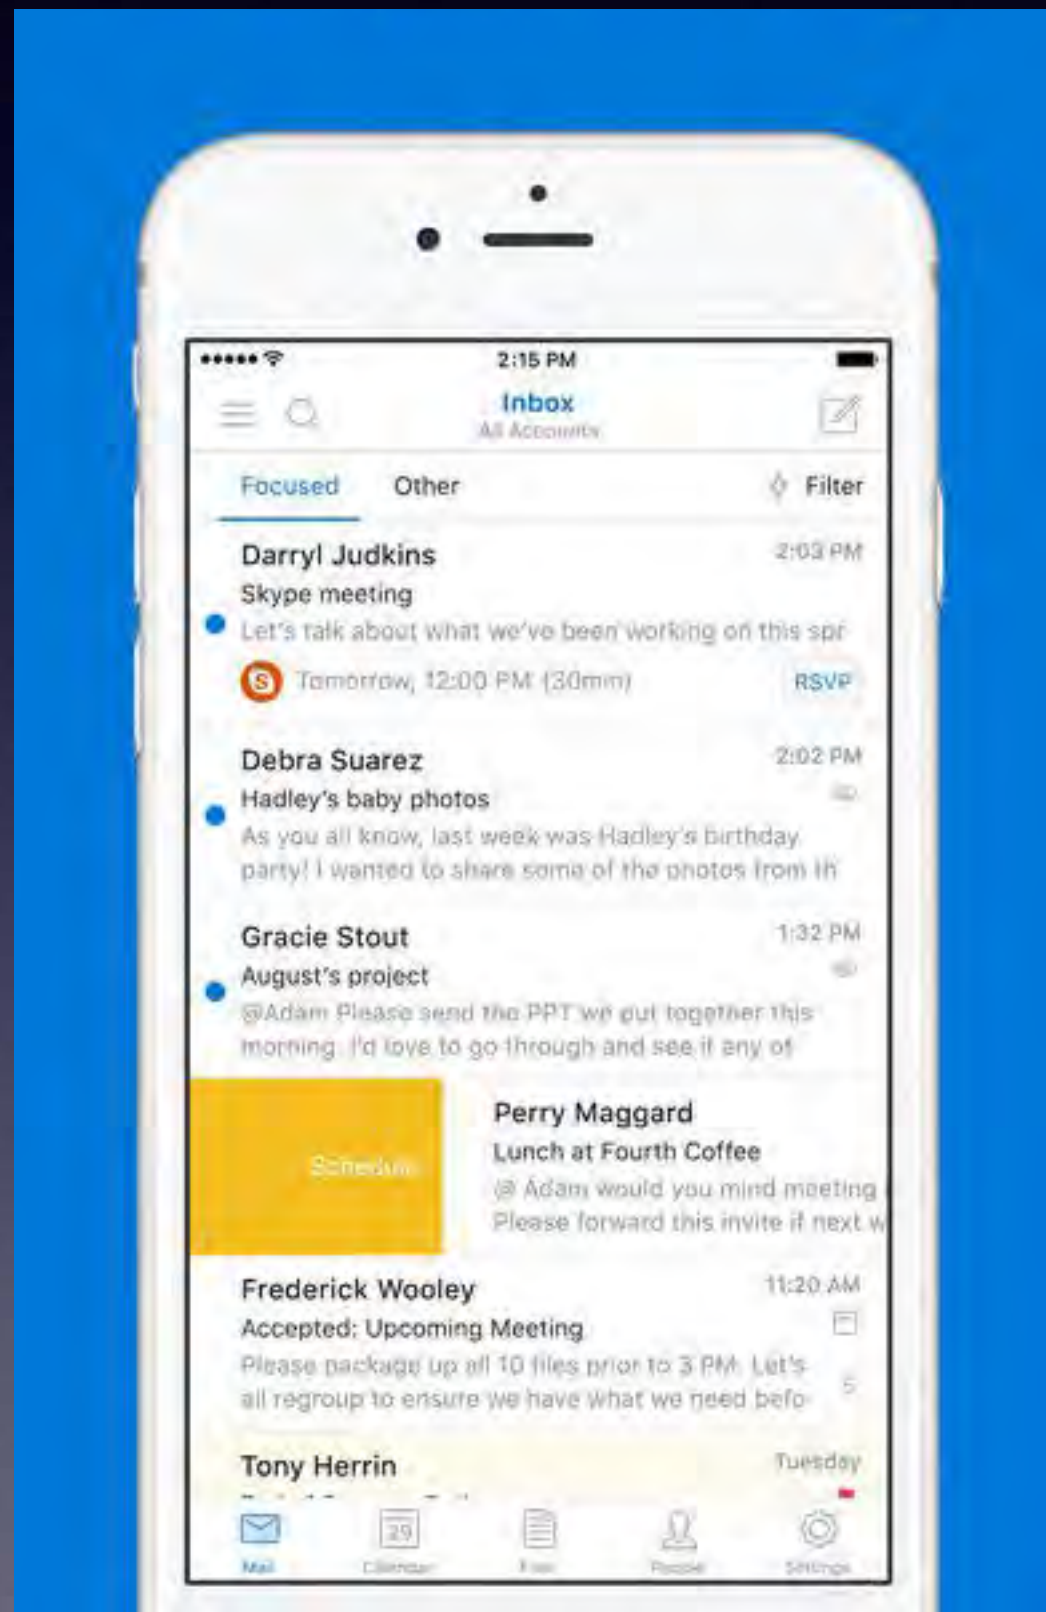 2:15 PM
Inbox
All Accounts
Focused Other Filter
Darryl Judkins 2:03 PM
Skype meeting
Let's talk about what we've been working on this spr
S Tomorrow, 12:00 PM (30min) RSVP
Debra Suarez 2:02 PM
Hadley's baby photos
As you all know, last week was Hadley's birthday
party! I wanted to share some of the photos from th
Gracie Stout 1:32 PM
August's project
@Adam Please send the PPT we put together this
morning. I'd love to go through and see if any of
Schedule
Perry Maggard
Lunch at Fourth Coffee
@ Adam would you mind meeting
Please forward this invite if next w
Frederick Wooley 11:20 AM
Accepted: Upcoming Meeting
Please package up all 10 files prior to 3 PM. Let's
all regroup to ensure we have what we need befo
5
Tony Herrin Tuesday
29
Mail Calendar Files People Settings